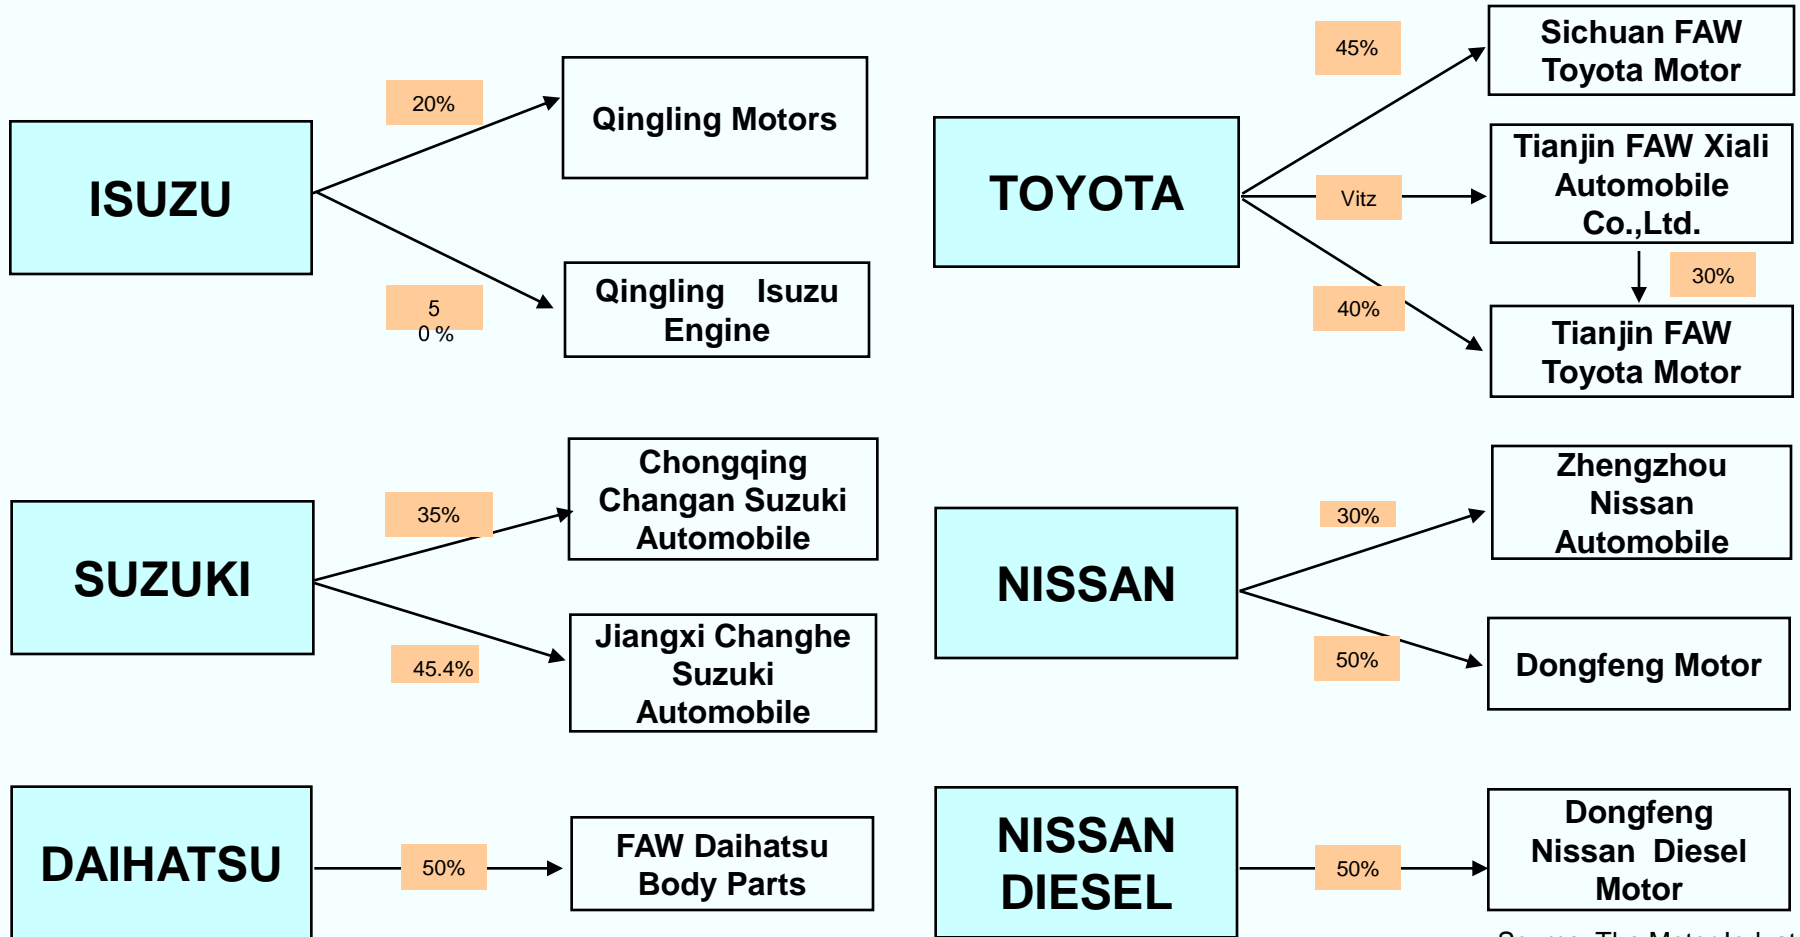 ISUZU
20%
Qingling Motors
5
0 %
Qingling Isuzu
Engine
TOYOTA
45%
Sichuan FAW
Toyota Motor
Vitz
Tianjin FAW Xiali
Automobile
Co.,Ltd.
30%
40%
Tianjin FAW
Toyota Motor
SUZUKI
35%
Chongqing
Changan Suzuki
Automobile
45.4%
Jiangxi Changhe
Suzuki
Automobile
NISSAN
30%
Zhengzhou
Nissan
Automobile
50%
Dongfeng Motor
DAIHATSU
50%
FAW Daihatsu
Body Parts
NISSAN
DIESEL
50%
Dongfeng
Nissan Diesel
Motor